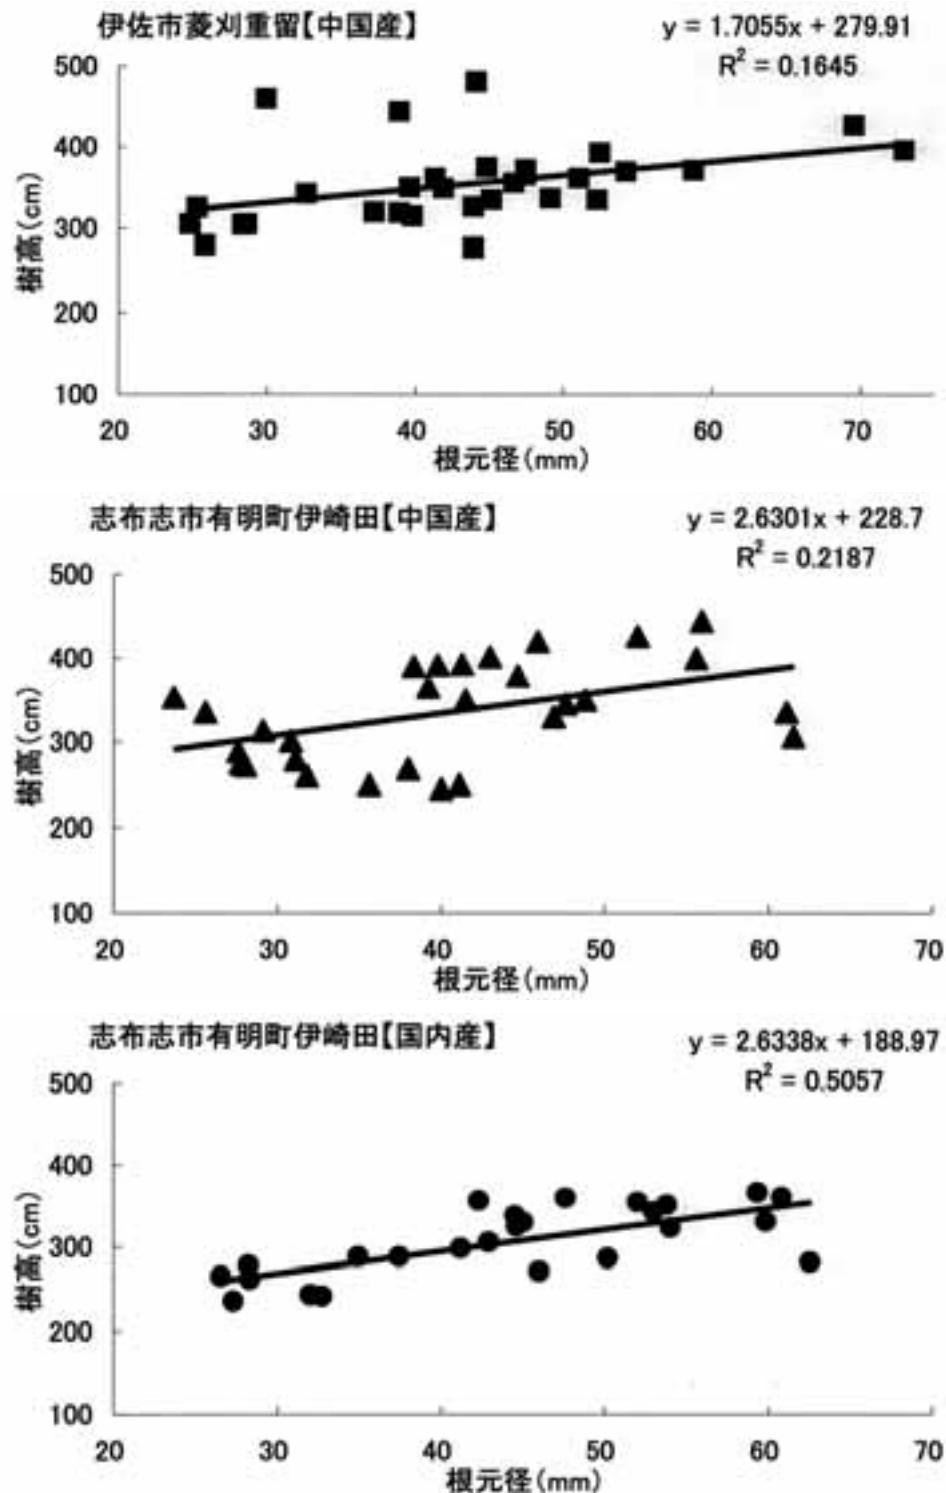 伊佐市菱刈重留【中国産】
y = 1.7055x + 279.91
R² = 0.1645
樹高(cm)
500
400
300
200
100
20 30 40 50 60 70
根元径(mm)
志布志市有明町伊崎田【中国産】
y = 2.6301x + 228.7
R² = 0.2187
樹高(cm)
500
400
300
200
100
20 30 40 50 60 70
根元径(mm)
志布志市有明町伊崎田【国内産】
y = 2.6338x + 188.97
R² = 0.5057
樹高(cm)
500
400
300
200
100
20 30 40 50 60 70
根元径(mm)